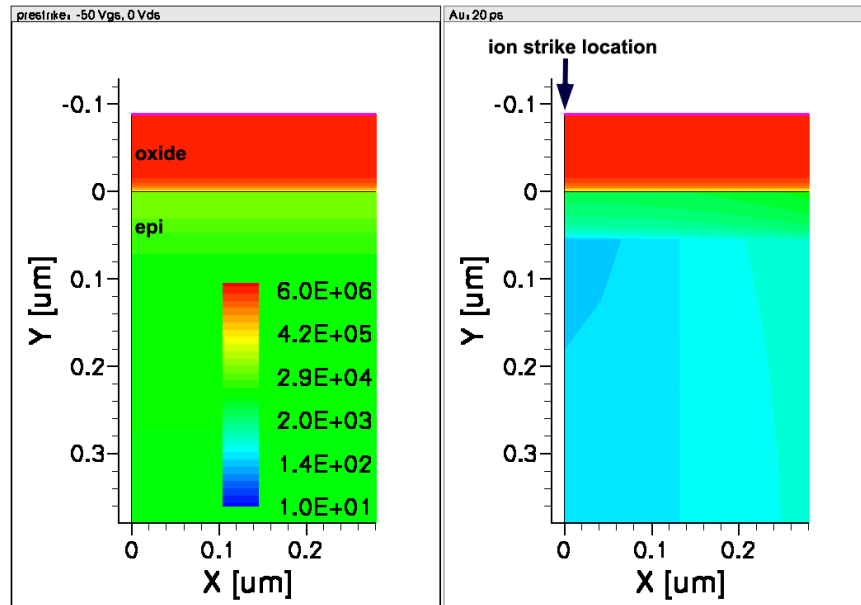 prestrike: -50 Vgs, 0 Vds
-0.1
0
0.1
0.2
0.3
Y [um]
oxide
epi
6.0E+06
4.2E+05
2.9E+04
2.0E+03
1.4E+02
1.0E+01
0
0.1
0.2
X [um]
Au: 20 ps
ion strike location
-0.1
0
0.1
0.2
0.3
Y [um]
0
0.1
0.2
X [um]